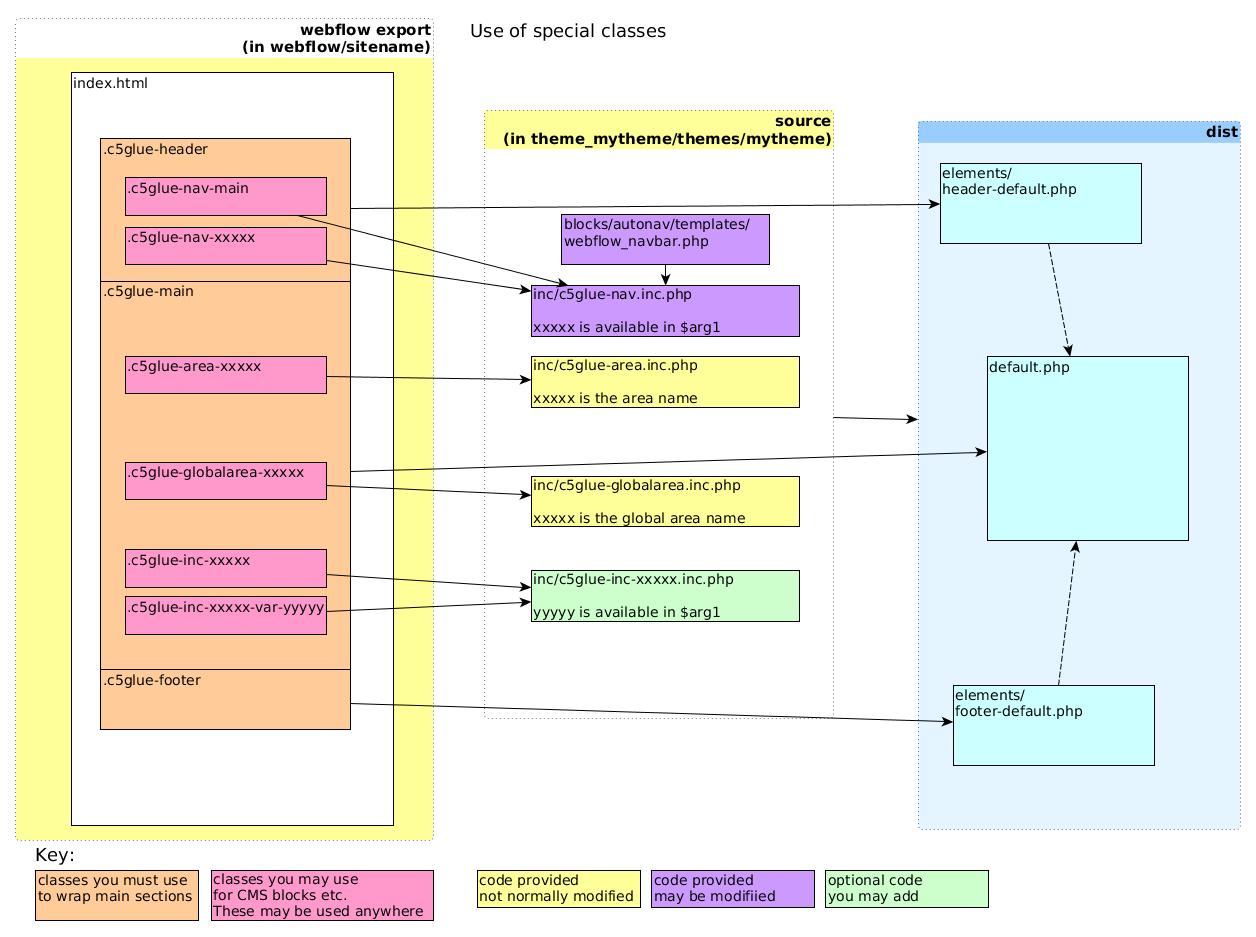 webflow export
(in webflow/sitename)
Use of special classes
index.html
.c5glue-header
.c5glue-nav-main
.c5glue-nav-xxxxx
.c5glue-main
.c5glue-area-xxxxx
.c5glue-globalarea-xxxxx
.c5glue-inc-xxxxx
.c5glue-inc-xxxxx-var-yyyyy
.c5glue-footer
source
(in theme_mytheme/themes/mytheme)
blocks/autonav/templates/
webflow_navbar.php
inc/c5glue-nav.inc.php
xxxxx is available in $arg1
inc/c5glue-area.inc.php
xxxxx is the area name
inc/c5glue-globalarea.inc.php
xxxxx is the global area name
inc/c5glue-inc-xxxxx.inc.php
yyyyy is available in $arg1
dist
elements/
header-default.php
default.php
elements/
footer-default.php
Key:
classes you must use
to wrap main sections
classes you may use
for CMS blocks etc.
These may be used anywhere
code provided
not normally modified
code provided
may be modifiied
optional code
you may add